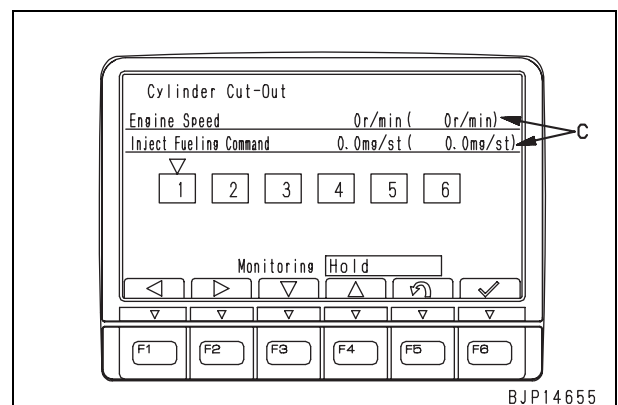 Cylinder Cut-Out
Engine Speed 0r/min( 0r/min)
Inject Fueling Command 0.0mg/st( 0.0mg/st)
C
1 2 3 4 5 6
Monitoring Hold
F1 F2 F3 F4 F5 F6
BJP14655